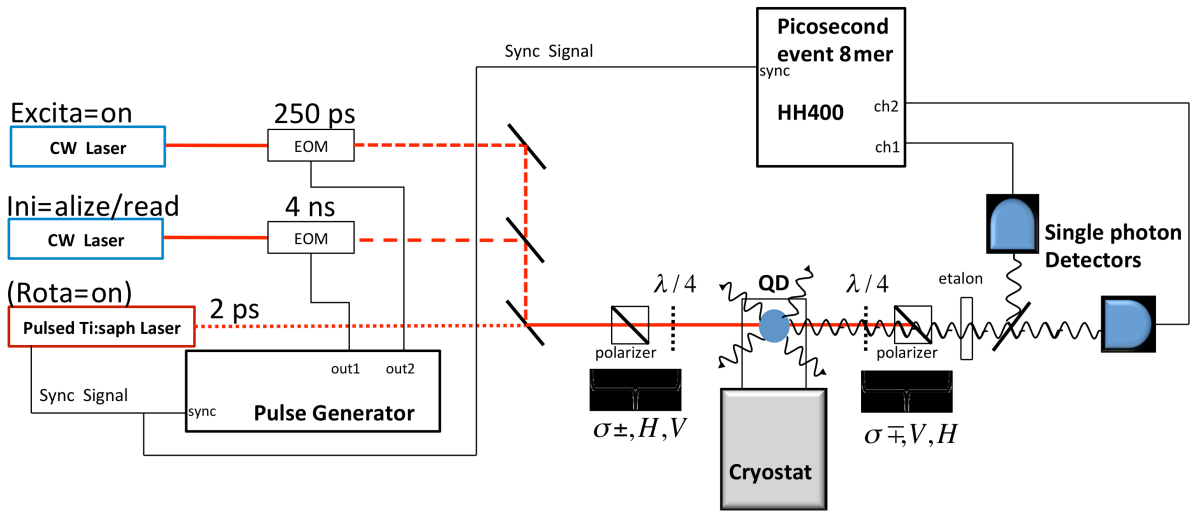 Picosecond
event 8mer
HH400
sync
ch2
ch1
Sync Signal
Excita=on
CW Laser
250 ps
EOM
Ini=alize/read
CW Laser
4 ns
EOM
(Rota=on)
Pulsed Ti:saph Laser
2 ps
Sync Signal
sync
out1
out2
Pulse Generator
λ/4
polarizer
σ±,H,V
QD
Cryostat
λ/4
polarizer
σ∓,V,H
etalon
Single photon
Detectors